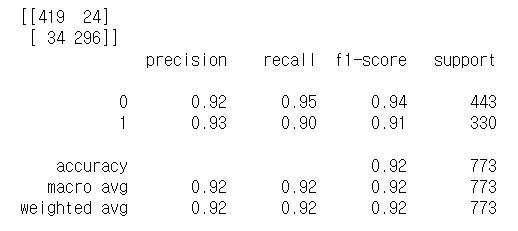 [[419 24]
[ 34 296]]
precision recall f1-score support
0 0.92 0.95 0.94 443
1 0.93 0.90 0.91 330
accuracy 0.92 773
macro avg 0.92 0.92 0.92 773
weighted avg 0.92 0.92 0.92 773